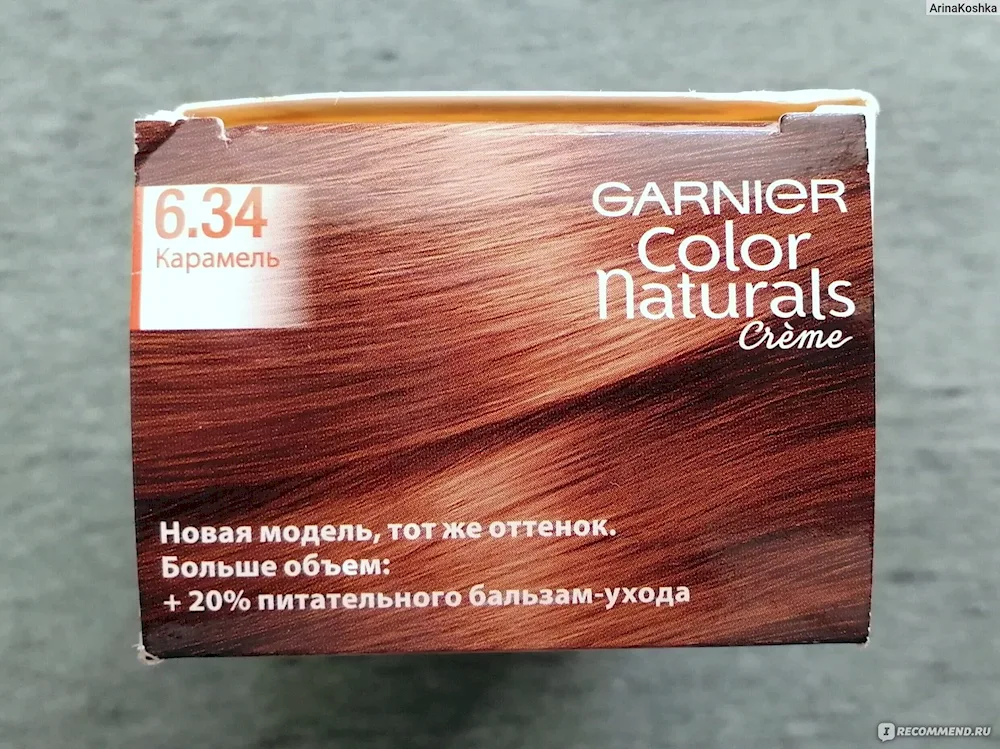 ArinaKoshka
6.34
Карамель
GARNIER
Color
Naturals
Crème
Новая модель, тот же оттенок.
Больше объем:
+ 20% питательного бальзам-ухода
I RECOMMEND.RU